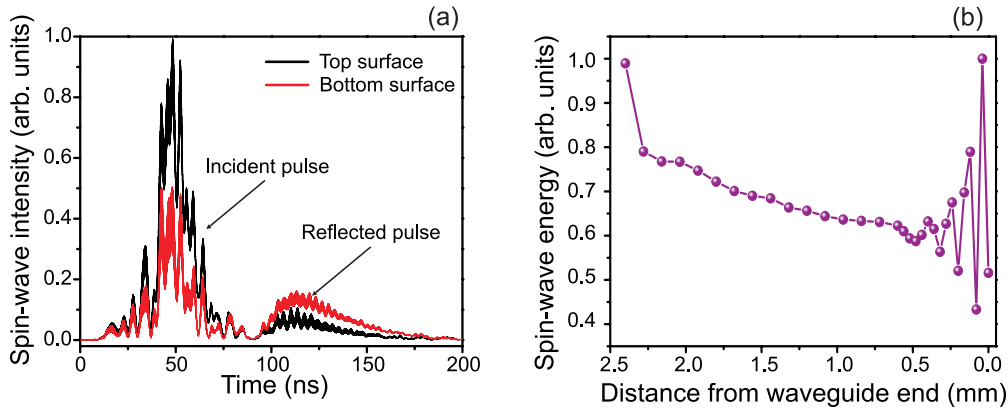 (a)
Spin-wave intensity (arb. units)
1.0
0.8
0.6
0.4
0.2
0.0
Top surface
Bottom surface
Incident pulse
Reflected pulse
0 50 100 150 200
Time (ns)
(b)
Spin-wave energy (arb. units)
1.0
0.9
0.8
0.7
0.6
0.5
0.4
2.5 2.0 1.5 1.0 0.5 0.0
Distance from waveguide end (mm)